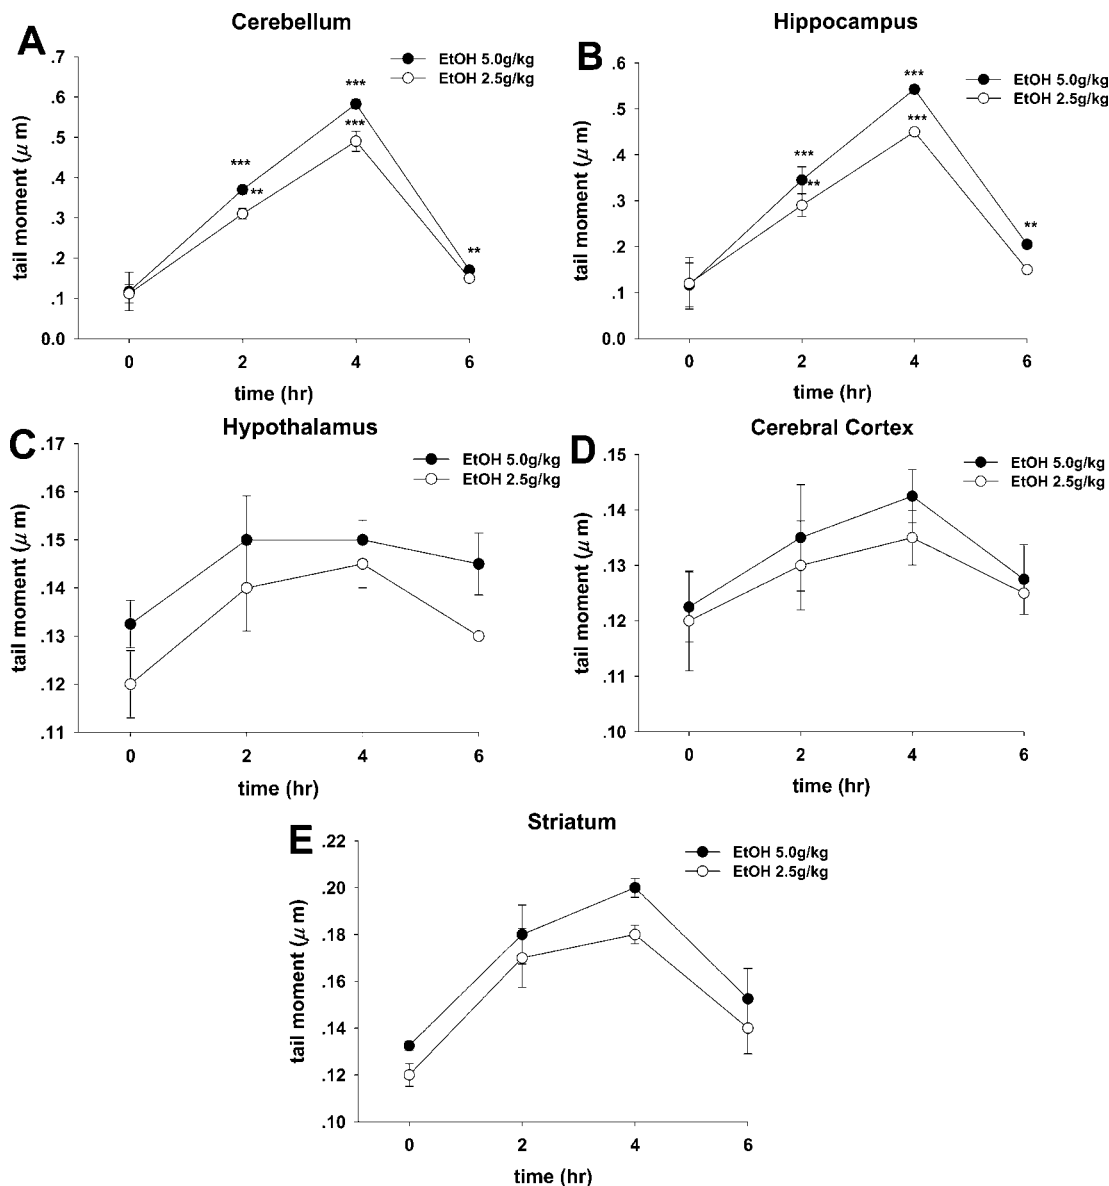 A
Cerebellum
EtOH 5.0g/kg
EtOH 2.5g/kg
tail moment (μm)
.7
.6
.5
.4
.3
.2
.1
0.0
***
***
***
**
**
0
2
4
6
time (hr)
B
Hippocampus
EtOH 5.0g/kg
EtOH 2.5g/kg
tail moment (μm)
.6
.5
.4
.3
.2
.1
0.0
***
***
***
**
**
0
2
4
6
time (hr)
C
Hypothalamus
EtOH 5.0g/kg
EtOH 2.5g/kg
tail moment (μm)
.17
.16
.15
.14
.13
.12
.11
0
2
4
6
time (hr)
D
Cerebral Cortex
EtOH 5.0g/kg
EtOH 2.5g/kg
tail moment (μm)
.15
.14
.13
.12
.11
.10
0
2
4
6
time (hr)
E
Striatum
EtOH 5.0g/kg
EtOH 2.5g/kg
tail moment (μm)
.22
.20
.18
.16
.14
.12
.10
0
2
4
6
time (hr)